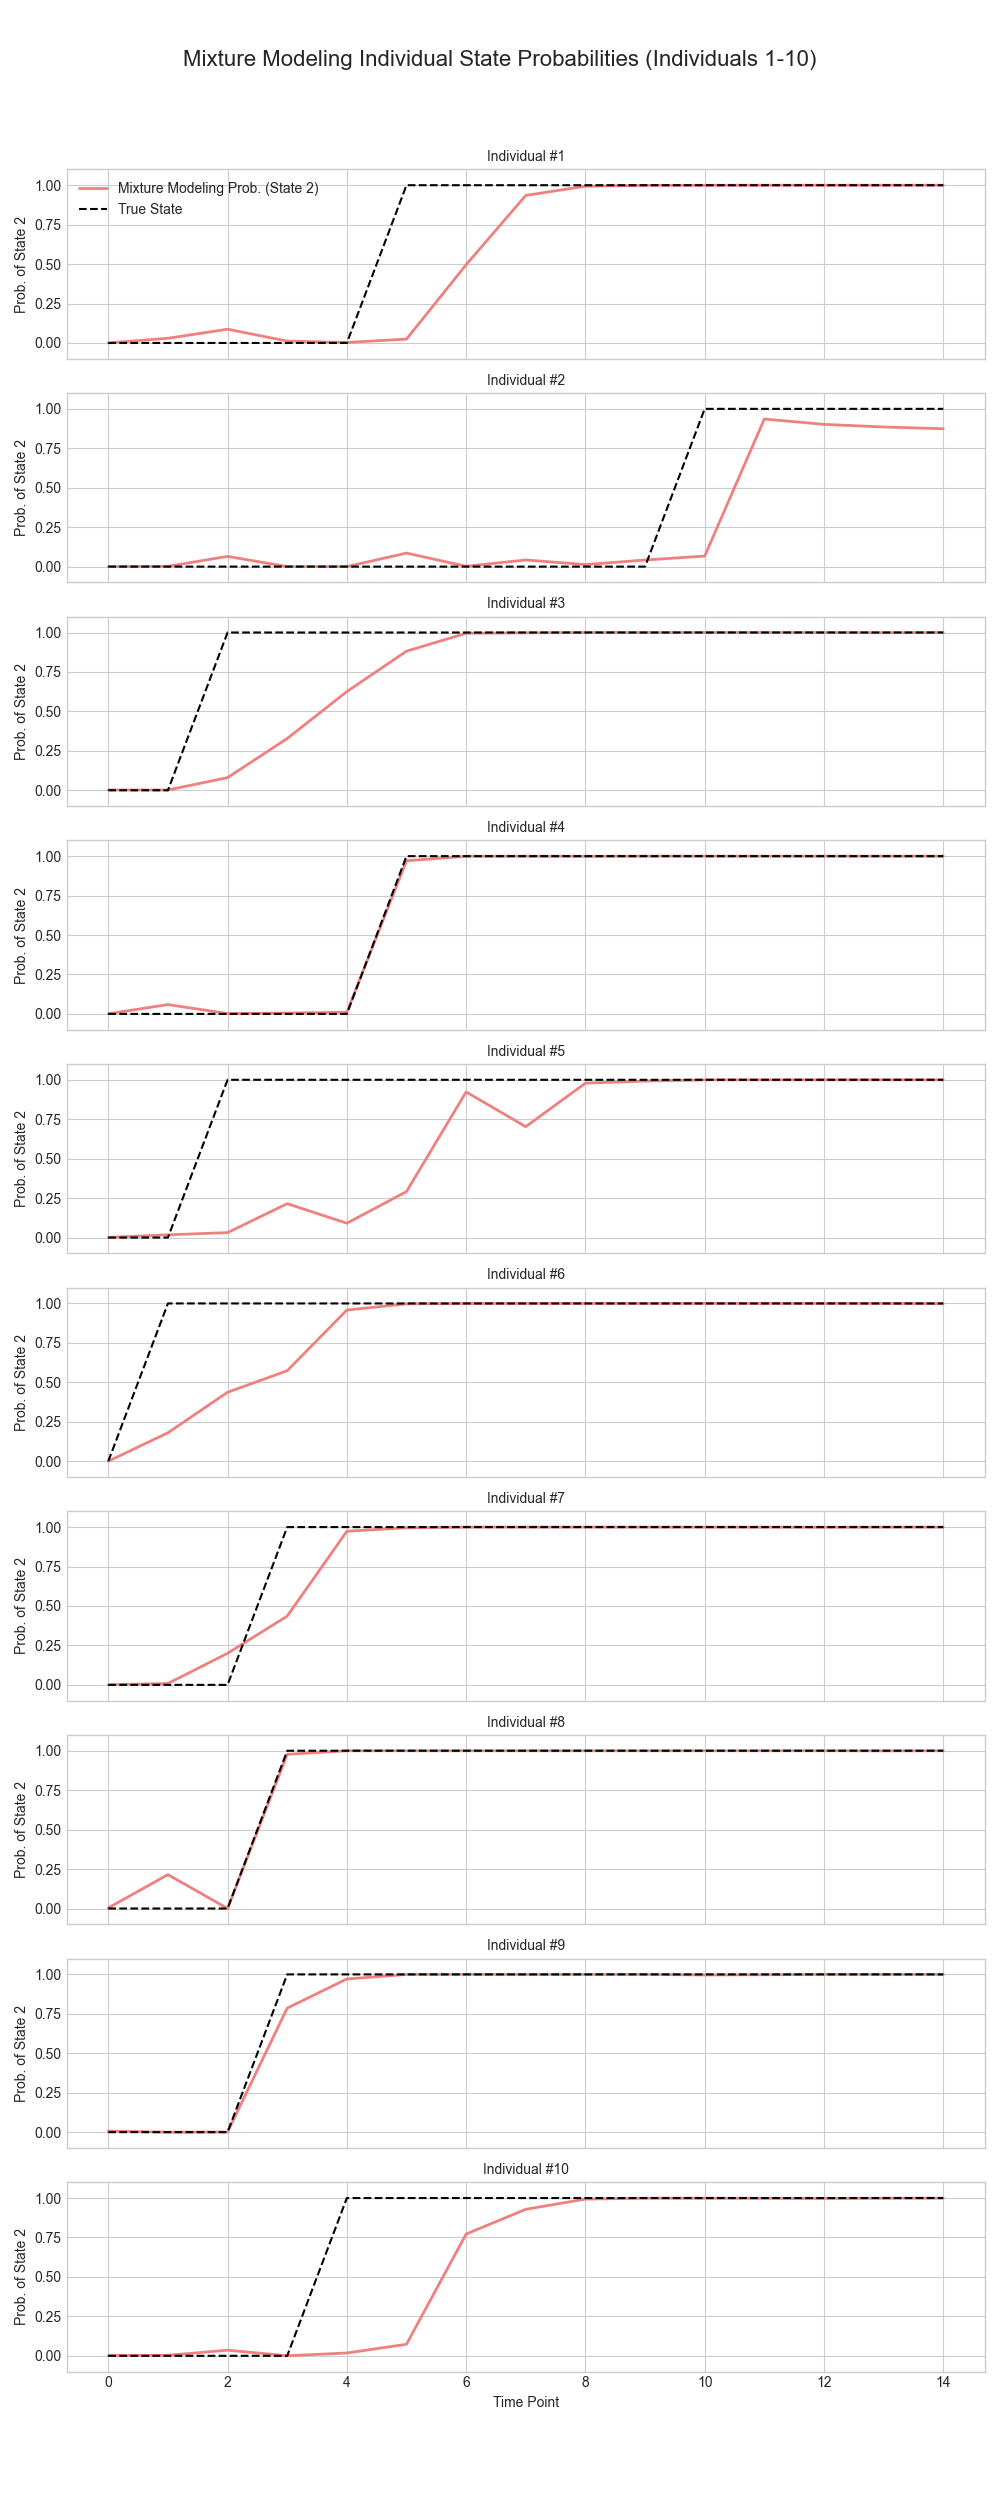 Mixture Modeling Individual State Probabilities (Individuals 1-10)
Individual #1
Mixture Modeling Prob. (State 2)
True State
1.00
0.75
0.50
0.25
0.00
Prob. of State 2
Individual #2
1.00
0.75
0.50
0.25
0.00
Prob. of State 2
Individual #3
1.00
0.75
0.50
0.25
0.00
Prob. of State 2
Individual #4
1.00
0.75
0.50
0.25
0.00
Prob. of State 2
Individual #5
1.00
0.75
0.50
0.25
0.00
Prob. of State 2
Individual #6
1.00
0.75
0.50
0.25
0.00
Prob. of State 2
Individual #7
1.00
0.75
0.50
0.25
0.00
Prob. of State 2
Individual #8
1.00
0.75
0.50
0.25
0.00
Prob. of State 2
Individual #9
1.00
0.75
0.50
0.25
0.00
Prob. of State 2
Individual #10
1.00
0.75
0.50
0.25
0.00
Prob. of State 2
0 2 4 6 8 10 12 14
Time Point